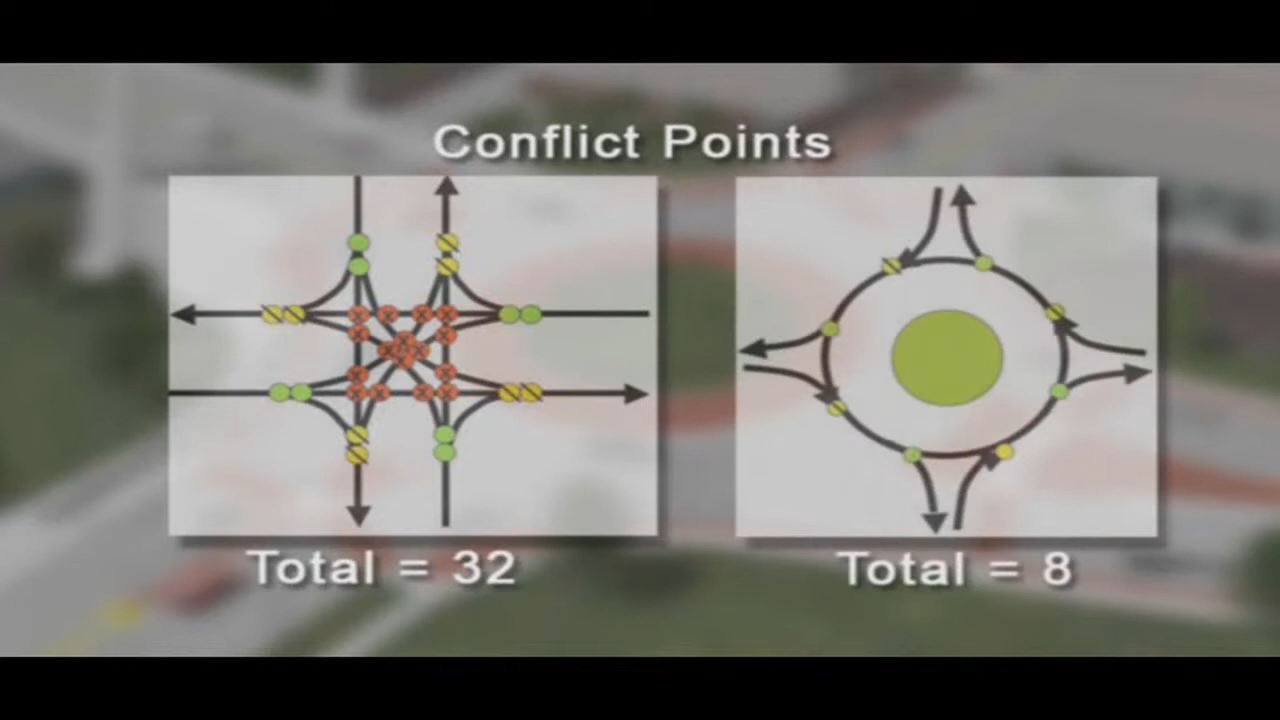 Conflict Points
Total = 32
Total = 8